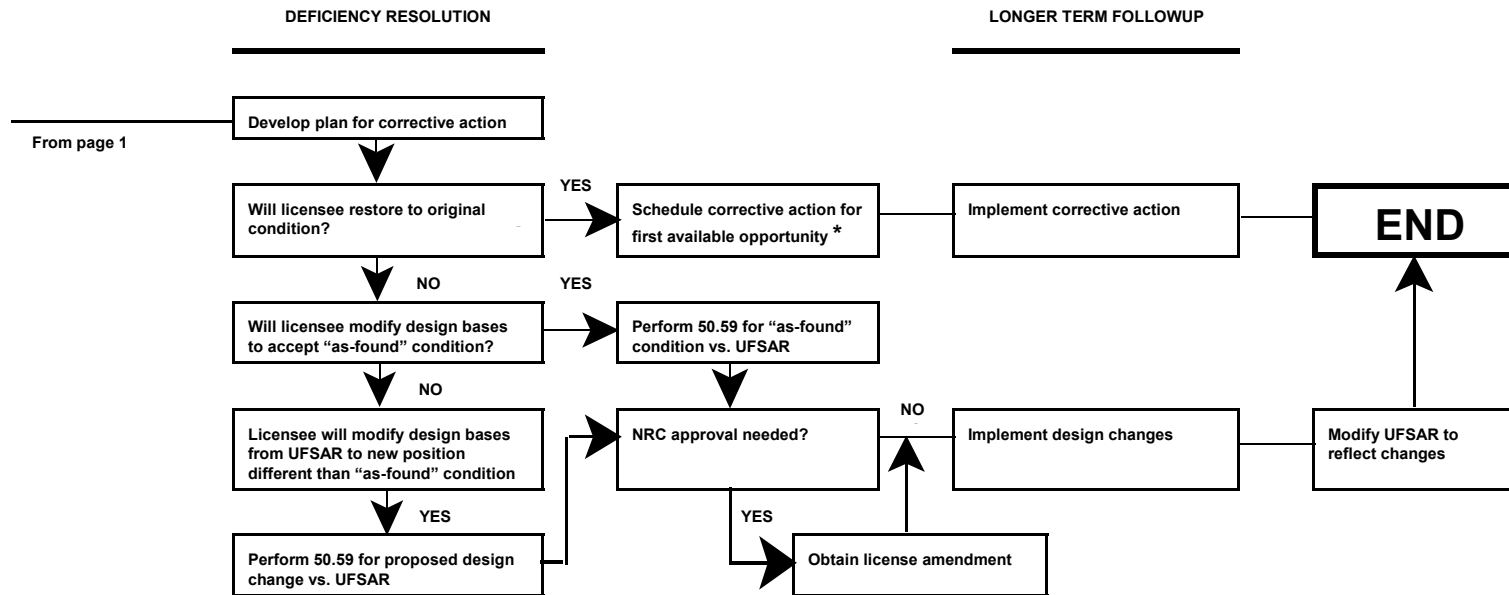 DEFICIENCY RESOLUTION
LONGER TERM FOLLOWUP
From page 1
Develop plan for corrective action
Will licensee restore to original
condition?
YES
Schedule corrective action for
first available opportunity *
Implement corrective action
END
NO
YES
Will licensee modify design bases
to accept “as-found” condition?
Perform 50.59 for “as-found”
condition vs. UFSAR
NO
Licensee will modify design bases
from UFSAR to new position
different than “as-found” condition
NRC approval needed?
NO
Implement design changes
Modify UFSAR to
reflect changes
YES
YES
Perform 50.59 for proposed design
change vs. UFSAR
Obtain license amendment